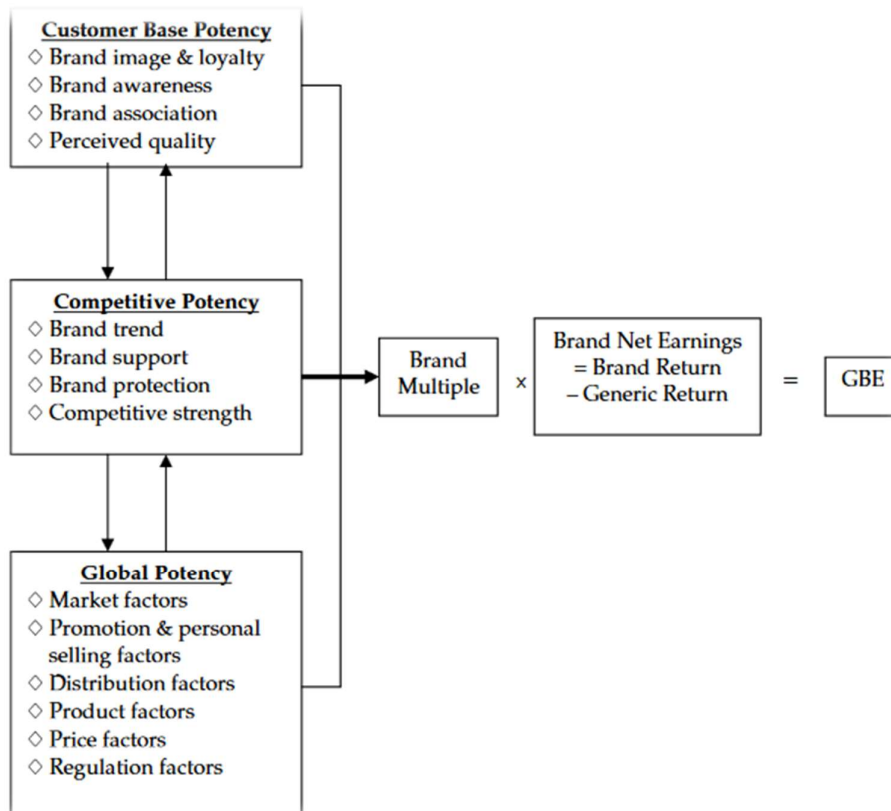 Customer Base Potency
◇ Brand image & loyalty
◇ Brand awareness
◇ Brand association
◇ Perceived quality
Competitive Potency
◇ Brand trend
◇ Brand support
◇ Brand protection
◇ Competitive strength
Global Potency
◇ Market factors
◇ Promotion & personal
selling factors
◇ Distribution factors
◇ Product factors
◇ Price factors
◇ Regulation factors
Brand
Multiple
x
Brand Net Earnings
= Brand Return
– Generic Return
=
GBE